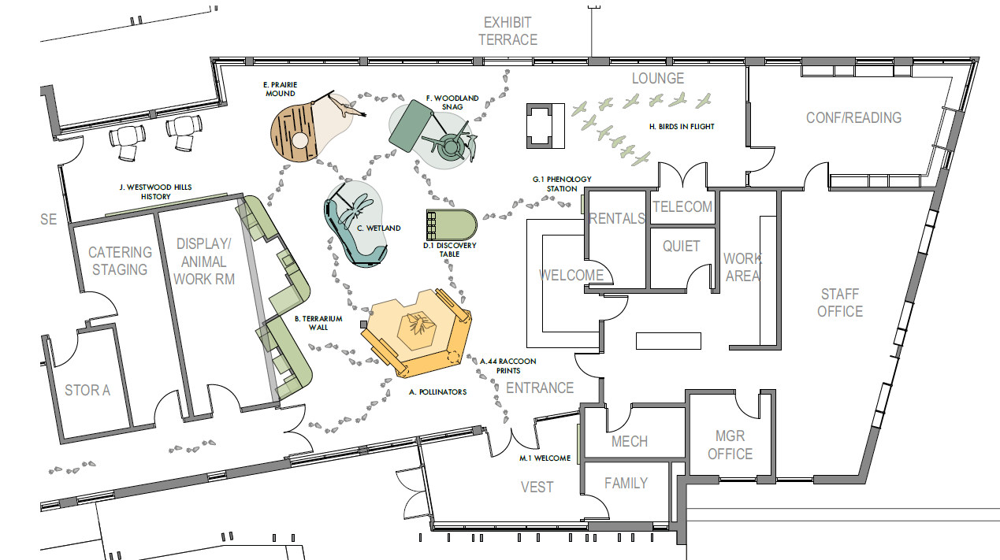 EXHIBIT
TERRACE
E. PRAIRIE
MOUND
F. WOODLAND
SNAG
LOUNGE
H. BIRDS IN FLIGHT
CONF/READING
J. WESTWOOD HILLS
HISTORY
G.1 PHENOLOGY
STATION
SE
C. WETLAND
RENTALS
TELECOM
CATERING
STAGING
DISPLAY/
ANIMAL
WORK RM
D.1 DISCOVERY
TABLE
QUIET
WELCOME
WORK
AREA
STAFF
OFFICE
B. TERRARIUM
WALL
A.44 RACCOON
PRINTS
STOR A
A. POLLINATORS
ENTRANCE
MECH
MGR
OFFICE
M.1 WELCOME
VEST
FAMILY